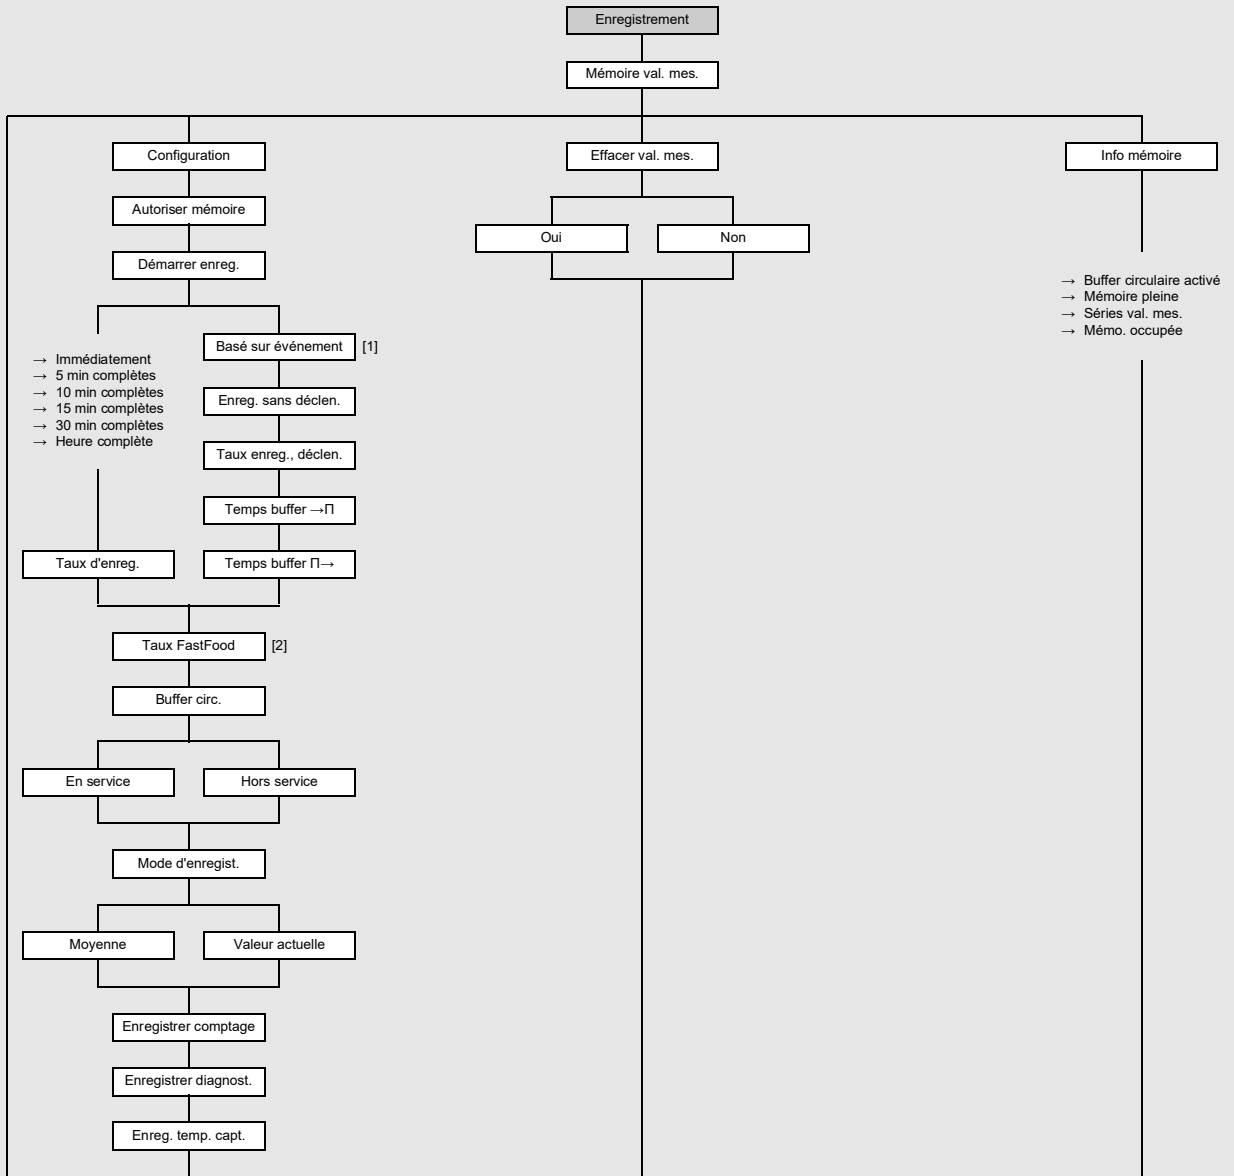 Enregistrement
Mémoire val. mes.
Configuration
Effacer val. mes.
Info mémoire
Autoriser mémoire
Oui
Non
Démarrer enreg.
→ Buffer circulaire activé
→ Mémoire pleine
→ Séries val. mes.
→ Mémo. occupée
→ Immédiatement
→ 5 min complètes
→ 10 min complètes
→ 15 min complètes
→ 30 min complètes
→ Heure complète
Basé sur événement [1]
Enreg. sans déclen.
Taux enreg., déclen.
Temps buffer →Π
Taux d'enreg.
Temps buffer Π→
Taux FastFood [2]
Buffer circ.
En service
Hors service
Mode d'enregist.
Moyenne
Valeur actuelle
Enregistrer comptage
Enregistrer diagnost.
Enreg. temp. capt.